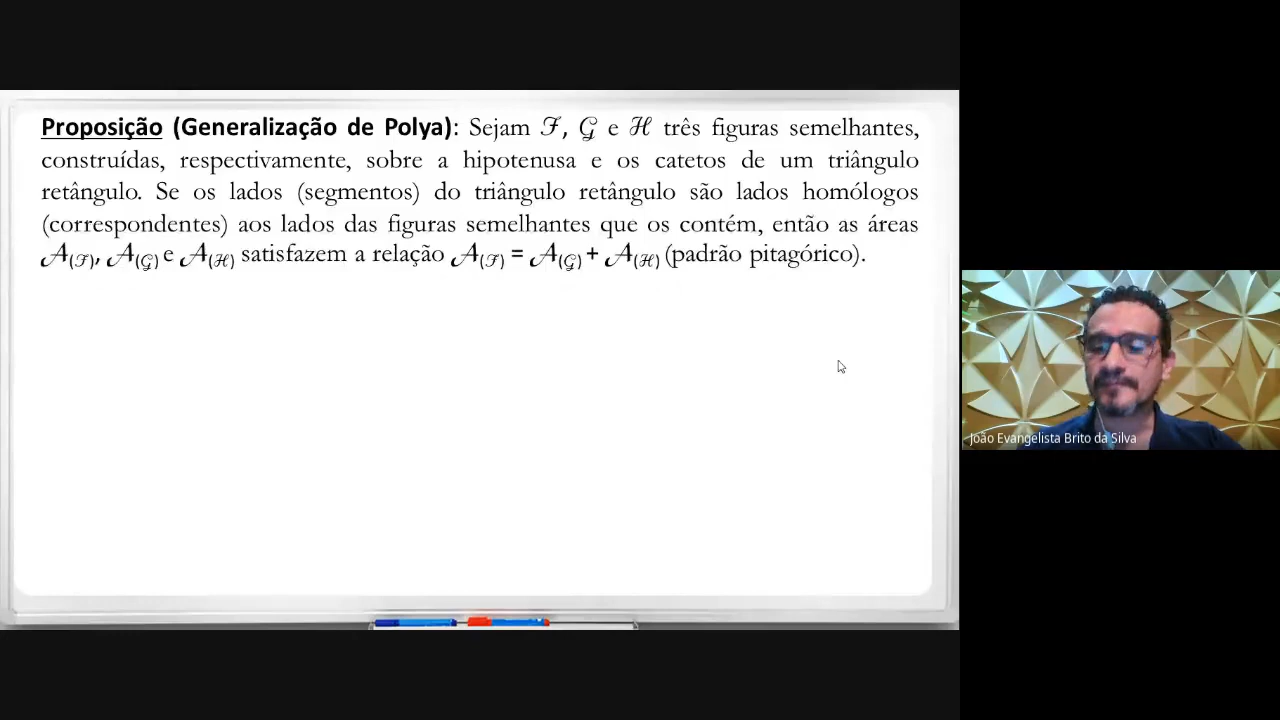 Proposição (Generalização de Polya): Sejam ℱ, 𝒢 e ℋ três figuras semelhantes,
construídas, respectivamente, sobre a hipotenusa e os catetos de um triângulo
retângulo. Se os lados (segmentos) do triângulo retângulo são lados homólogos
(correspondentes) aos lados das figuras semelhantes que os contém, então as áreas
𝒜(ℱ), 𝒜(𝒢) e 𝒜(ℋ) satisfazem a relação 𝒜(ℱ) = 𝒜(𝒢) + 𝒜(ℋ) (padrão pitagórico).
João Evangelista Brito da Silva